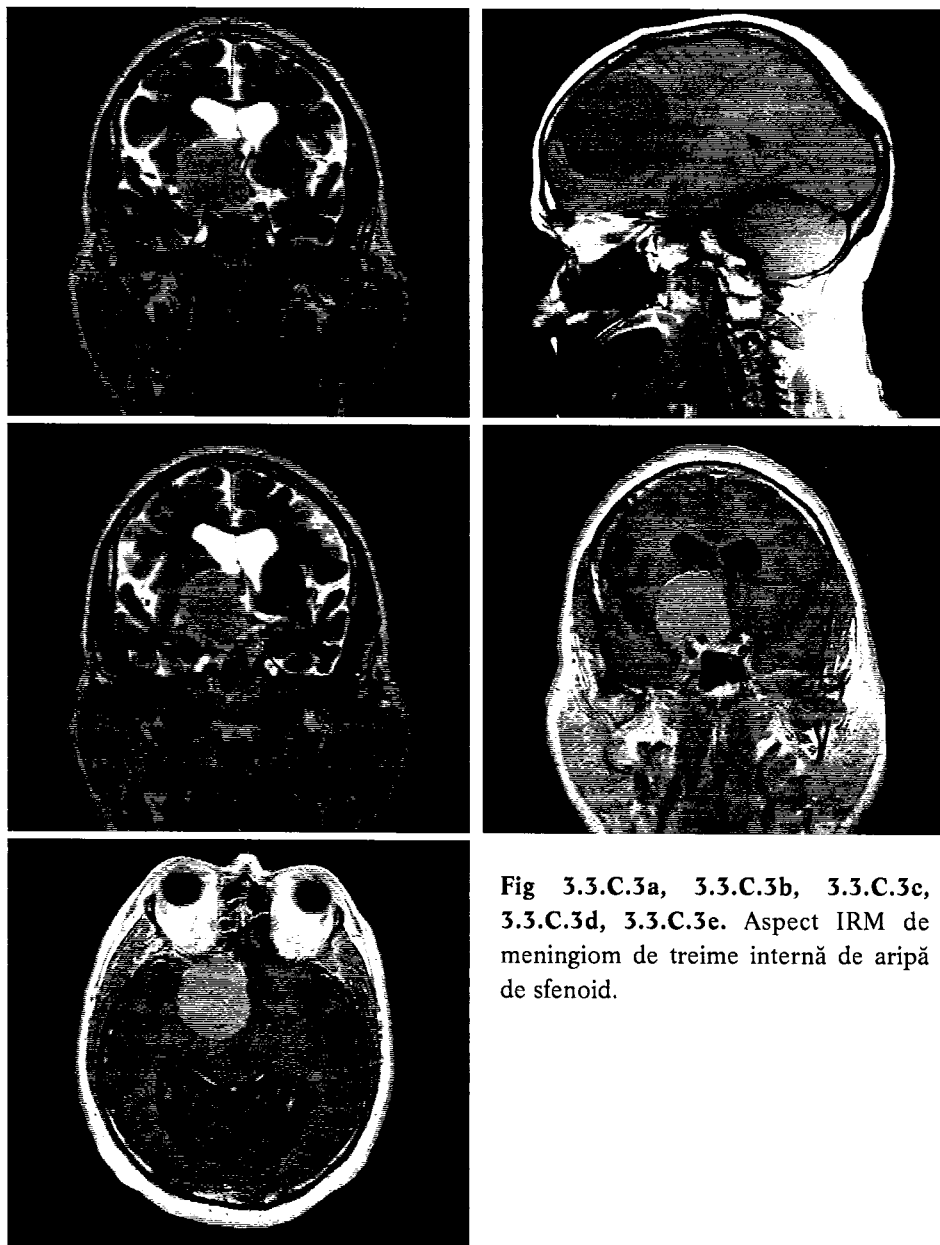 Fig 3.3.C.3a, 3.3.C.3b, 3.3.C.3c,
3.3.C.3d, 3.3.C.3e. Aspect IRM de
meningiom de treime internă de aripă
de sfenoid.